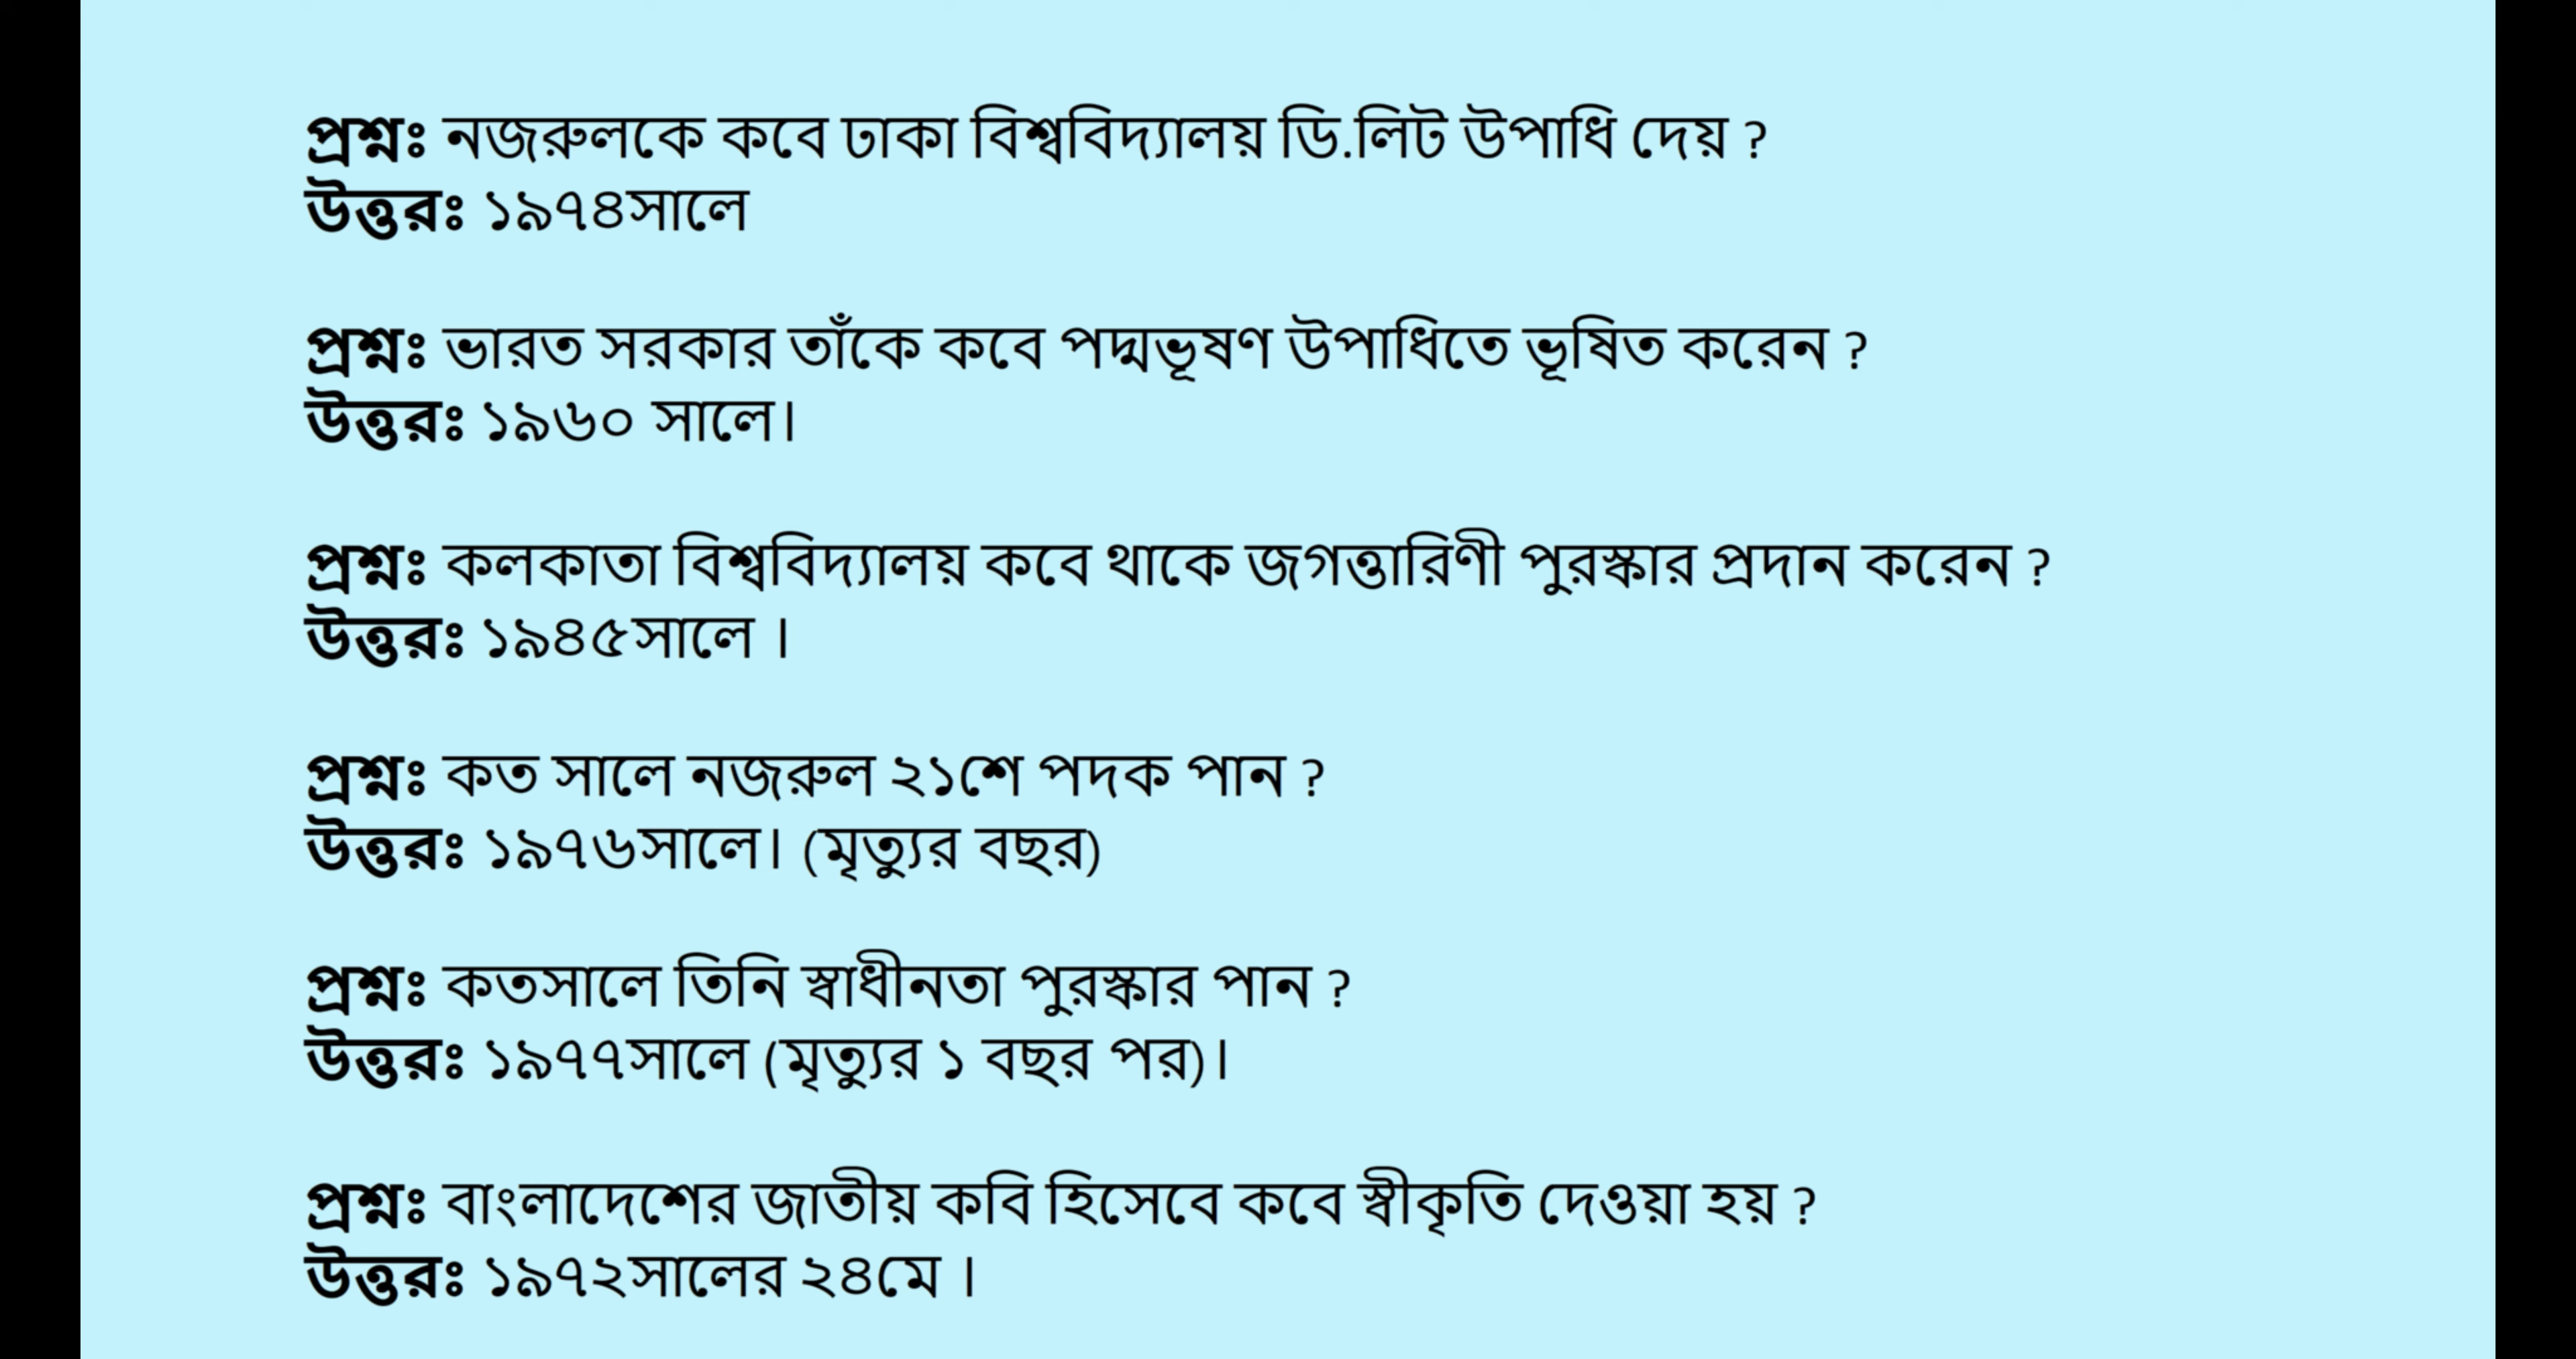 প্রশ্নঃ নজরুলকে কবে ঢাকা বিশ্ববিদ্যালয় ডি.লিট উপাধি দেয় ?
উত্তরঃ ১৯৭৪সালে
প্রশ্নঃ ভারত সরকার তাঁকে কবে পদ্মভূষণ উপাধিতে ভূষিত করেন ?
উত্তরঃ ১৯৬০ সালে।
প্রশ্নঃ কলকাতা বিশ্ববিদ্যালয় কবে থাকে জগত্তারিণী পুরস্কার প্রদান করেন ?
উত্তরঃ ১৯৪৫সালে ।
প্রশ্নঃ কত সালে নজরুল ২১শে পদক পান ?
উত্তরঃ ১৯৭৬সালে। (মৃত্যুর বছর)
প্রশ্নঃ কতসালে তিনি স্বাধীনতা পুরস্কার পান ?
উত্তরঃ ১৯৭৭সালে (মৃত্যুর ১ বছর পর)।
প্রশ্নঃ বাংলাদেশের জাতীয় কবি হিসেবে কবে স্বীকৃতি দেওয়া হয় ?
উত্তরঃ ১৯৭২সালের ২৪মে ।